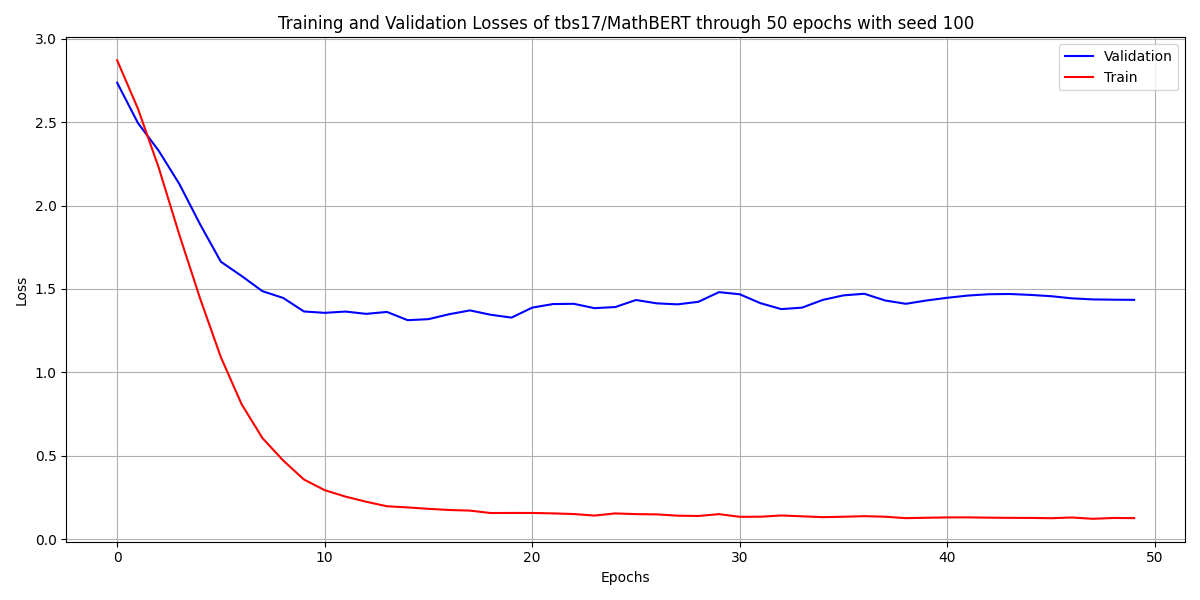 Training and Validation Losses of tbs17/MathBERT through 50 epochs with seed 100
Validation
Train
3.0
2.5
2.0
1.5
1.0
0.5
0.0
Loss
0 10 20 30 40 50
Epochs